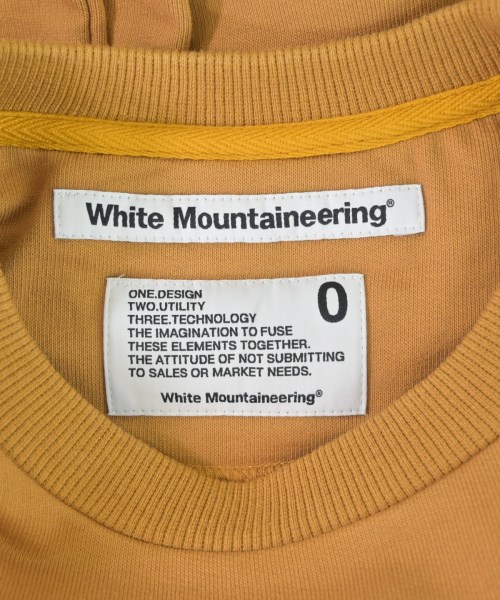 White Mountaineering®
ONE.DESIGN
0
TWO.UTILITY
THREE.TECHNOLOGY
THE IMAGINATION TO FUSE
THESE ELEMENTS TOGETHER.
THE ATTITUDE OF NOT SUBMITTING
TO SALES OR MARKET NEEDS.
White Mountaineering®